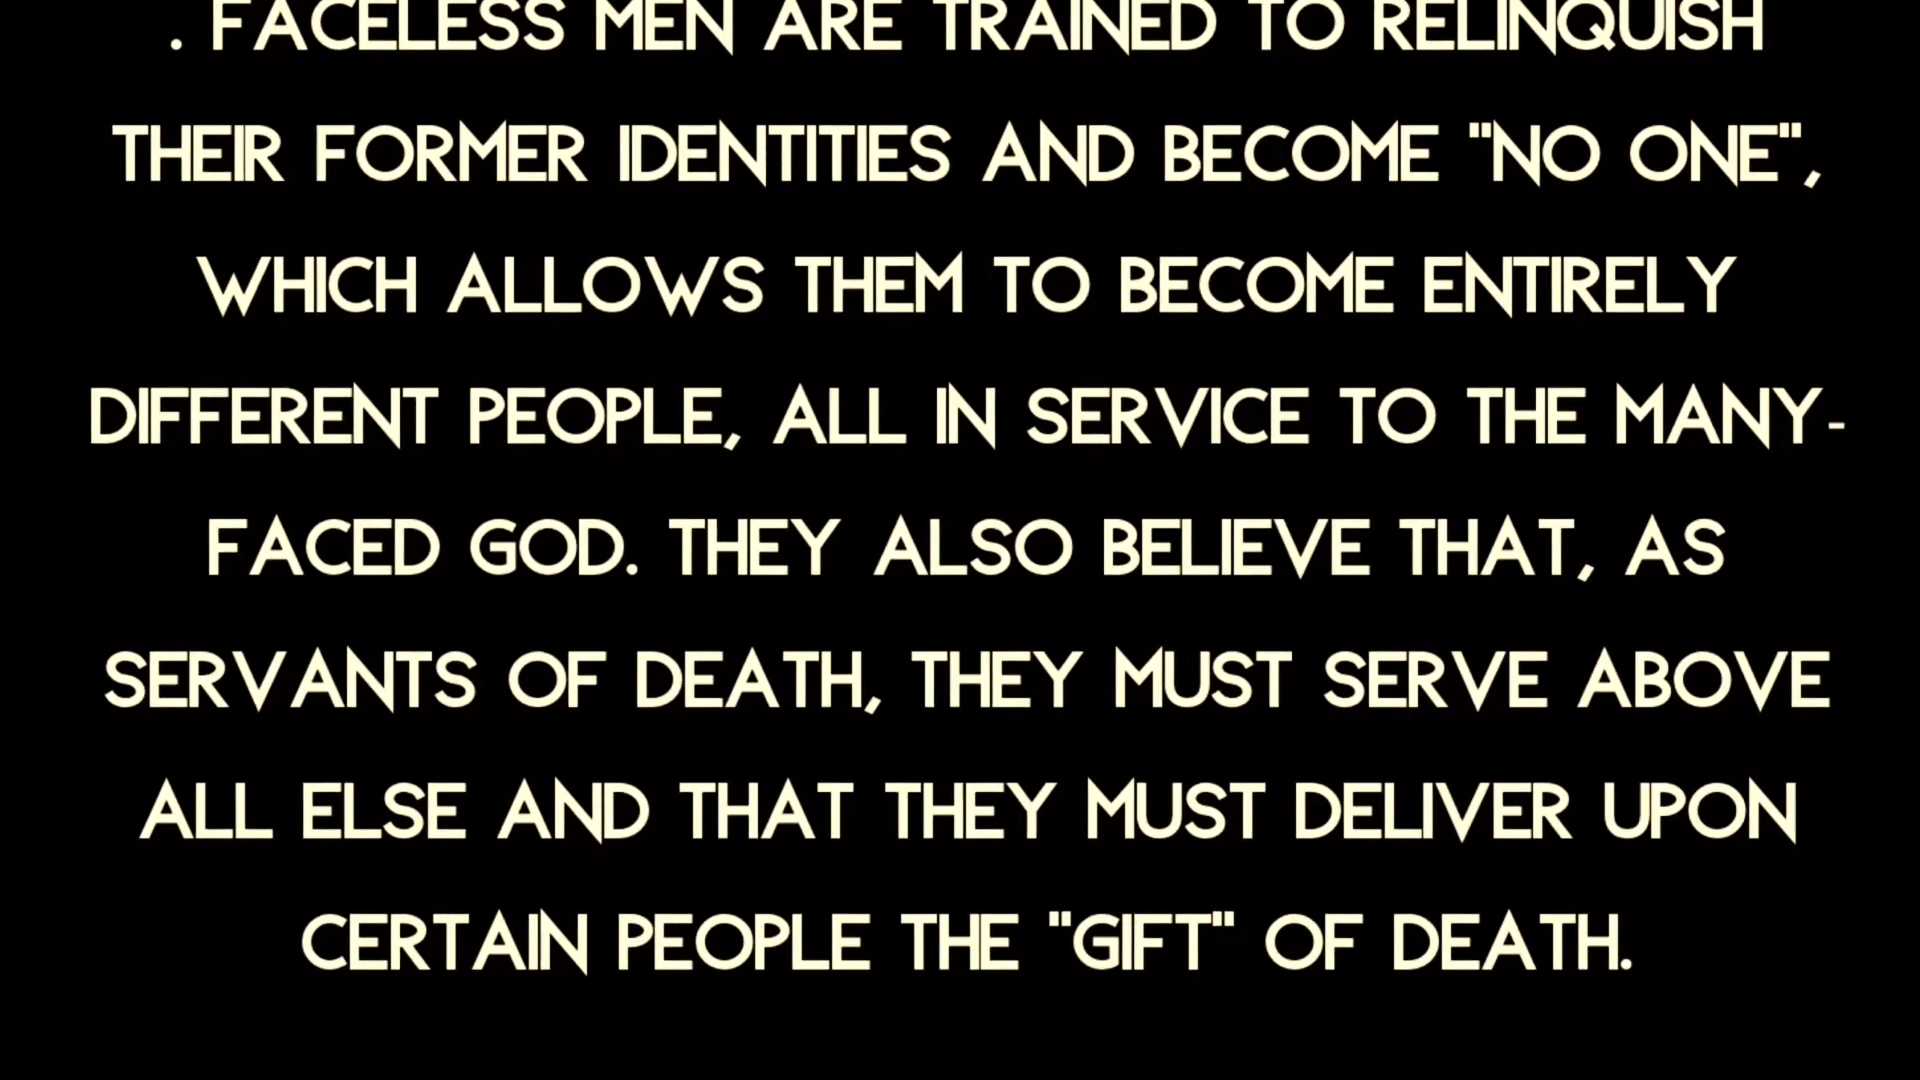 . FACELESS MEN ARE TRAINED TO RELINQUISH
THEIR FORMER IDENTITIES AND BECOME "NO ONE",
WHICH ALLOWS THEM TO BECOME ENTIRELY
DIFFERENT PEOPLE, ALL IN SERVICE TO THE MANY-
FACED GOD. THEY ALSO BELIEVE THAT, AS
SERVANTS OF DEATH, THEY MUST SERVE ABOVE
ALL ELSE AND THAT THEY MUST DELIVER UPON
CERTAIN PEOPLE THE "GIFT" OF DEATH.